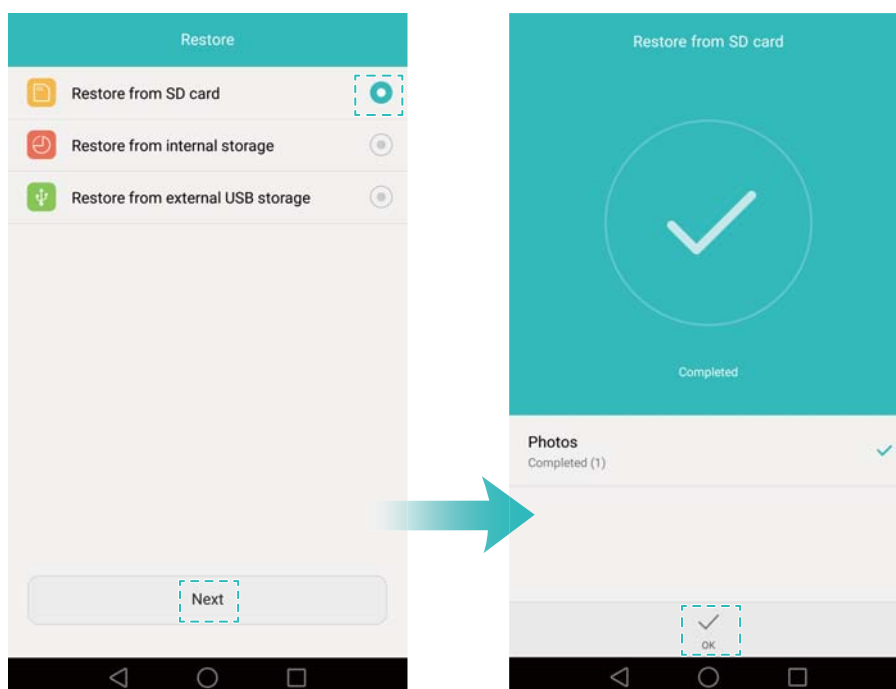 Restore
Restore from SD card
Restore from internal storage
Restore from external USB storage
Next
Restore from SD card
Completed
Photos
Completed (1)
OK